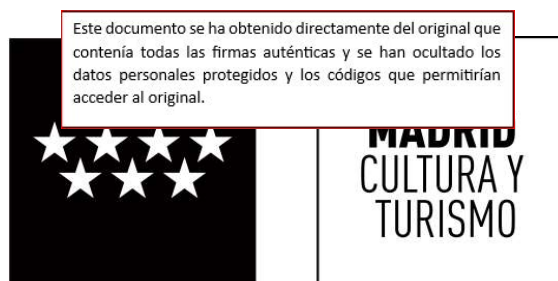 Este documento se ha obtenido directamente del original que
contenía todas las firmas auténticas y se han ocultado los
datos personales protegidos y los códigos que permitirían
acceder al original.
MADRID
CULTURA Y
TURISMO